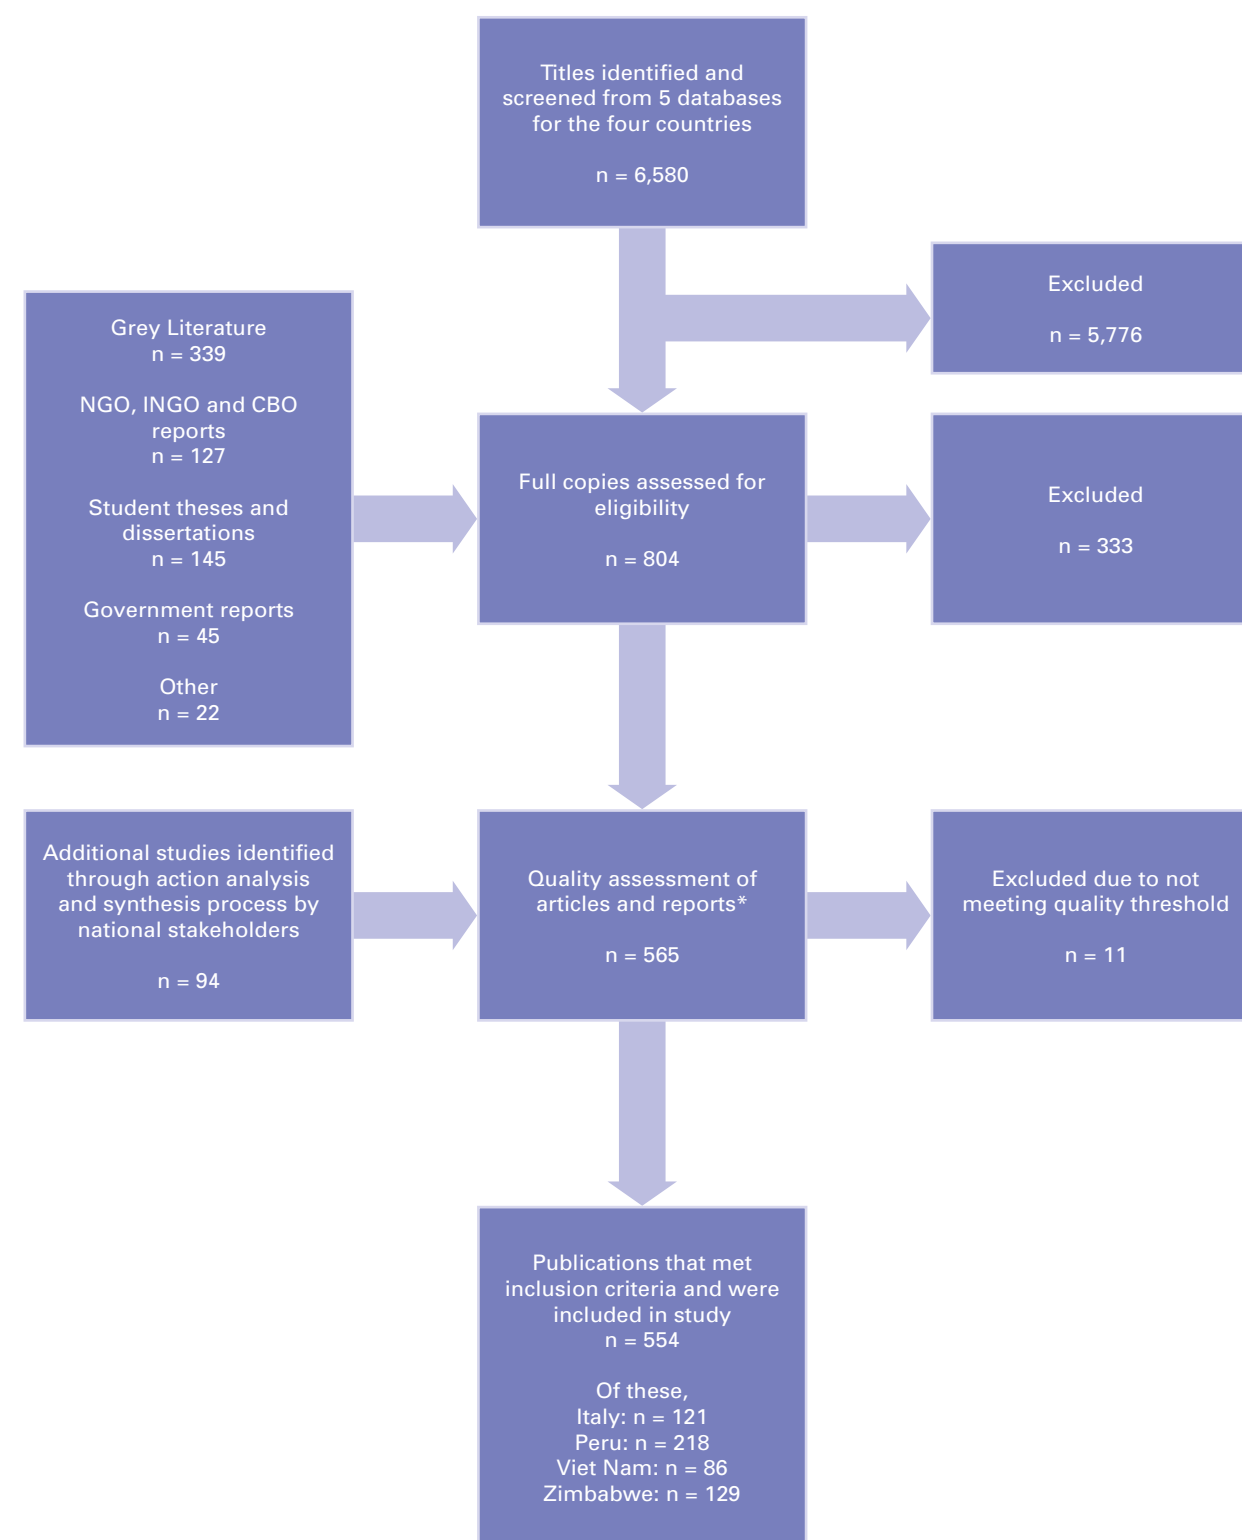 Titles identified and
screened from 5 databases
for the four countries
n = 6,580
Excluded
n = 5,776
Grey Literature
n = 339
NGO, INGO and CBO
reports
n = 127
Student theses and
dissertations
n = 145
Government reports
n = 45
Other
n = 22
Full copies assessed for
eligibility
n = 804
Excluded
n = 333
Additional studies identified
through action analysis
and synthesis process by
national stakeholders
n = 94
Quality assessment of
articles and reports*
n = 565
Excluded due to not
meeting quality threshold
n = 11
Publications that met
inclusion criteria and were
included in study
n = 554
Of these,
Italy: n = 121
Peru: n = 218
Viet Nam: n = 86
Zimbabwe: n = 129